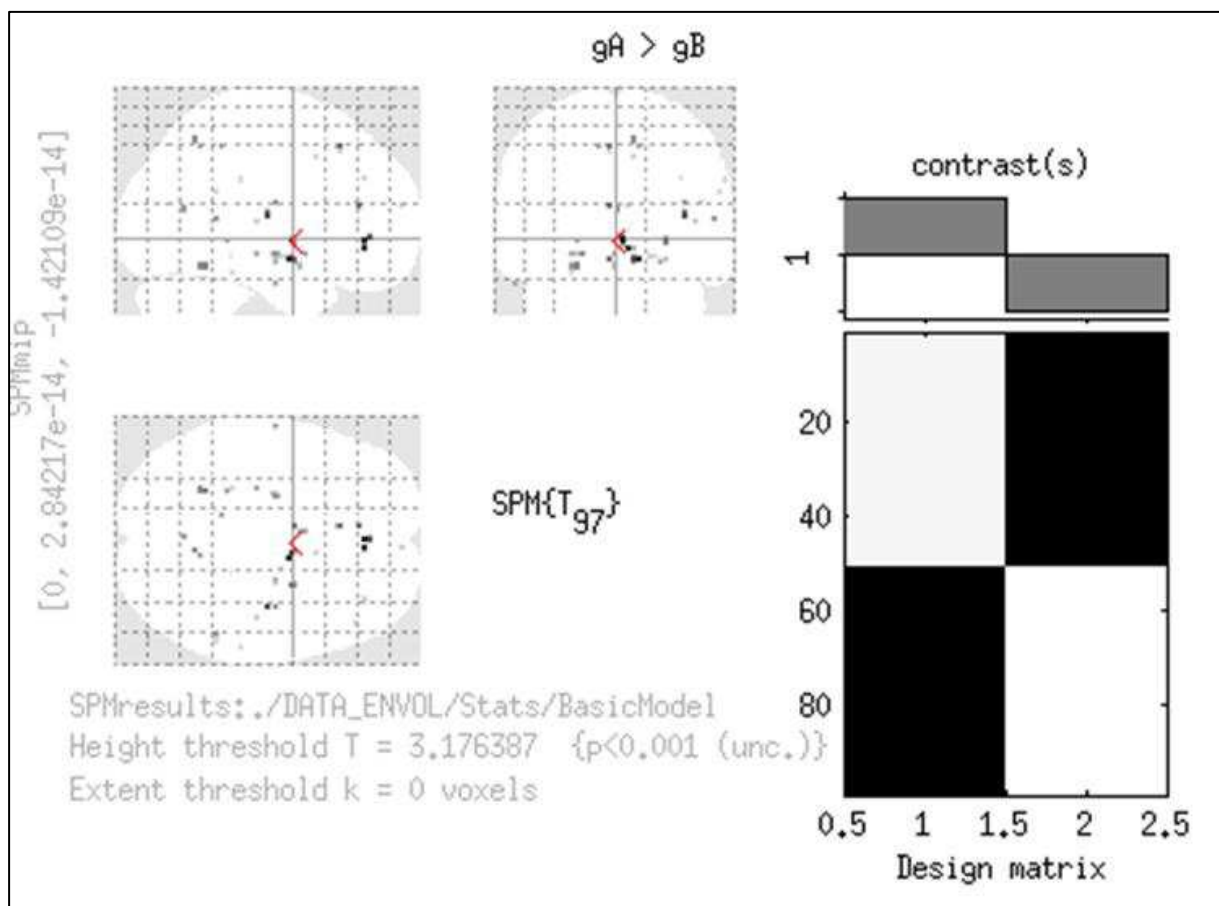 gA > gB
SPMmip
[0, 2.84217e-14, -1.42109e-14]
contrast(s)
1
SPM{T97}
20
40
60
80
0.5 1 1.5 2 2.5
Design matrix
SPMresults:./DATA_ENVOL/Stats/BasicModel
Height threshold T = 3.176387 {p<0.001 (unc.)}
Extent threshold k = 0 voxels